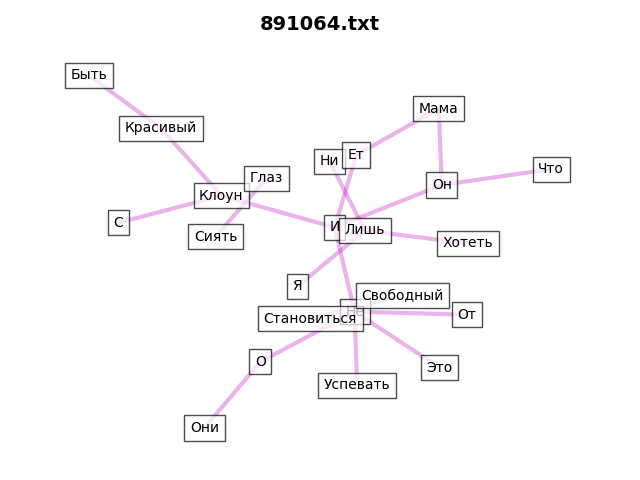 891064.txt
Быть
Мама
Красивый
Ни
Ет
Что
Глаз
Он
Клоун
С
И
Лишь
Сиять
Хотеть
Я
Свободный
Не
От
Становиться
О
Это
Успевать
Они